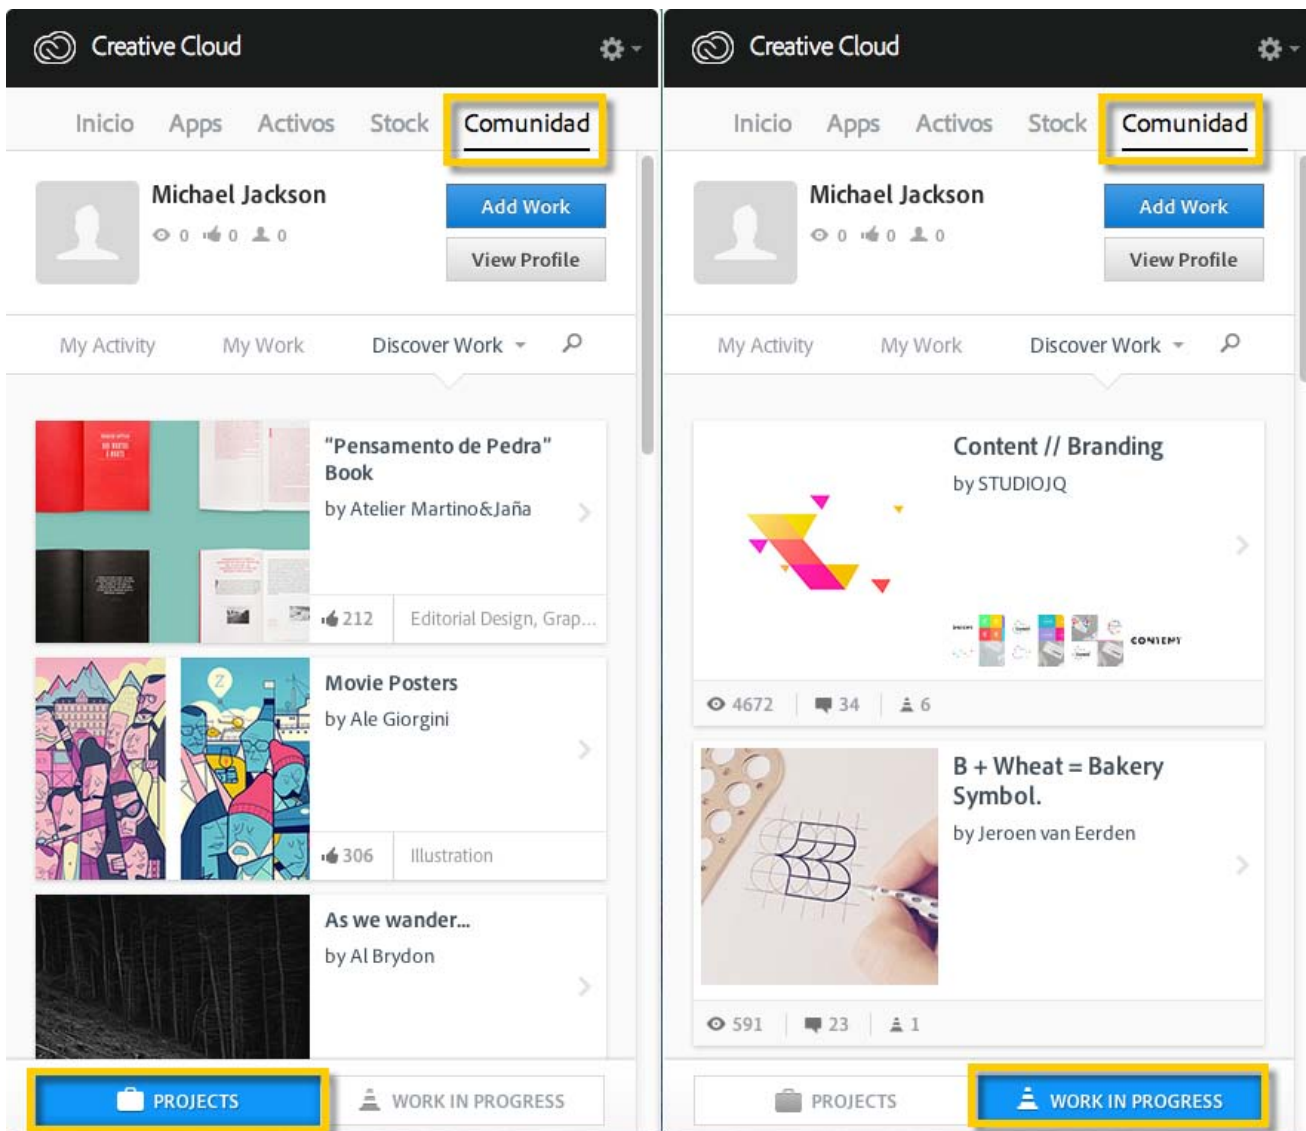 Creative Cloud
Inicio Apps Activos Stock Comunidad
Michael Jackson
Add Work
0 0 0
View Profile
My Activity My Work Discover Work
“Pensamento de Pedra”
Book
by Atelier Martino&Jaña
212 Editorial Design, Grap...
Z
Movie Posters
by Ale Giorgini
306 Illustration
As we wander...
by Al Brydon
PROJECTS WORK IN PROGRESS
Creative Cloud
Inicio Apps Activos Stock Comunidad
Michael Jackson
Add Work
0 0 0
View Profile
My Activity My Work Discover Work
Content // Branding
by STUDIOJQ
CONTENT
4672 34 6
B + Wheat = Bakery
Symbol.
by Jeroen van Eerden
591 23 1
PROJECTS WORK IN PROGRESS